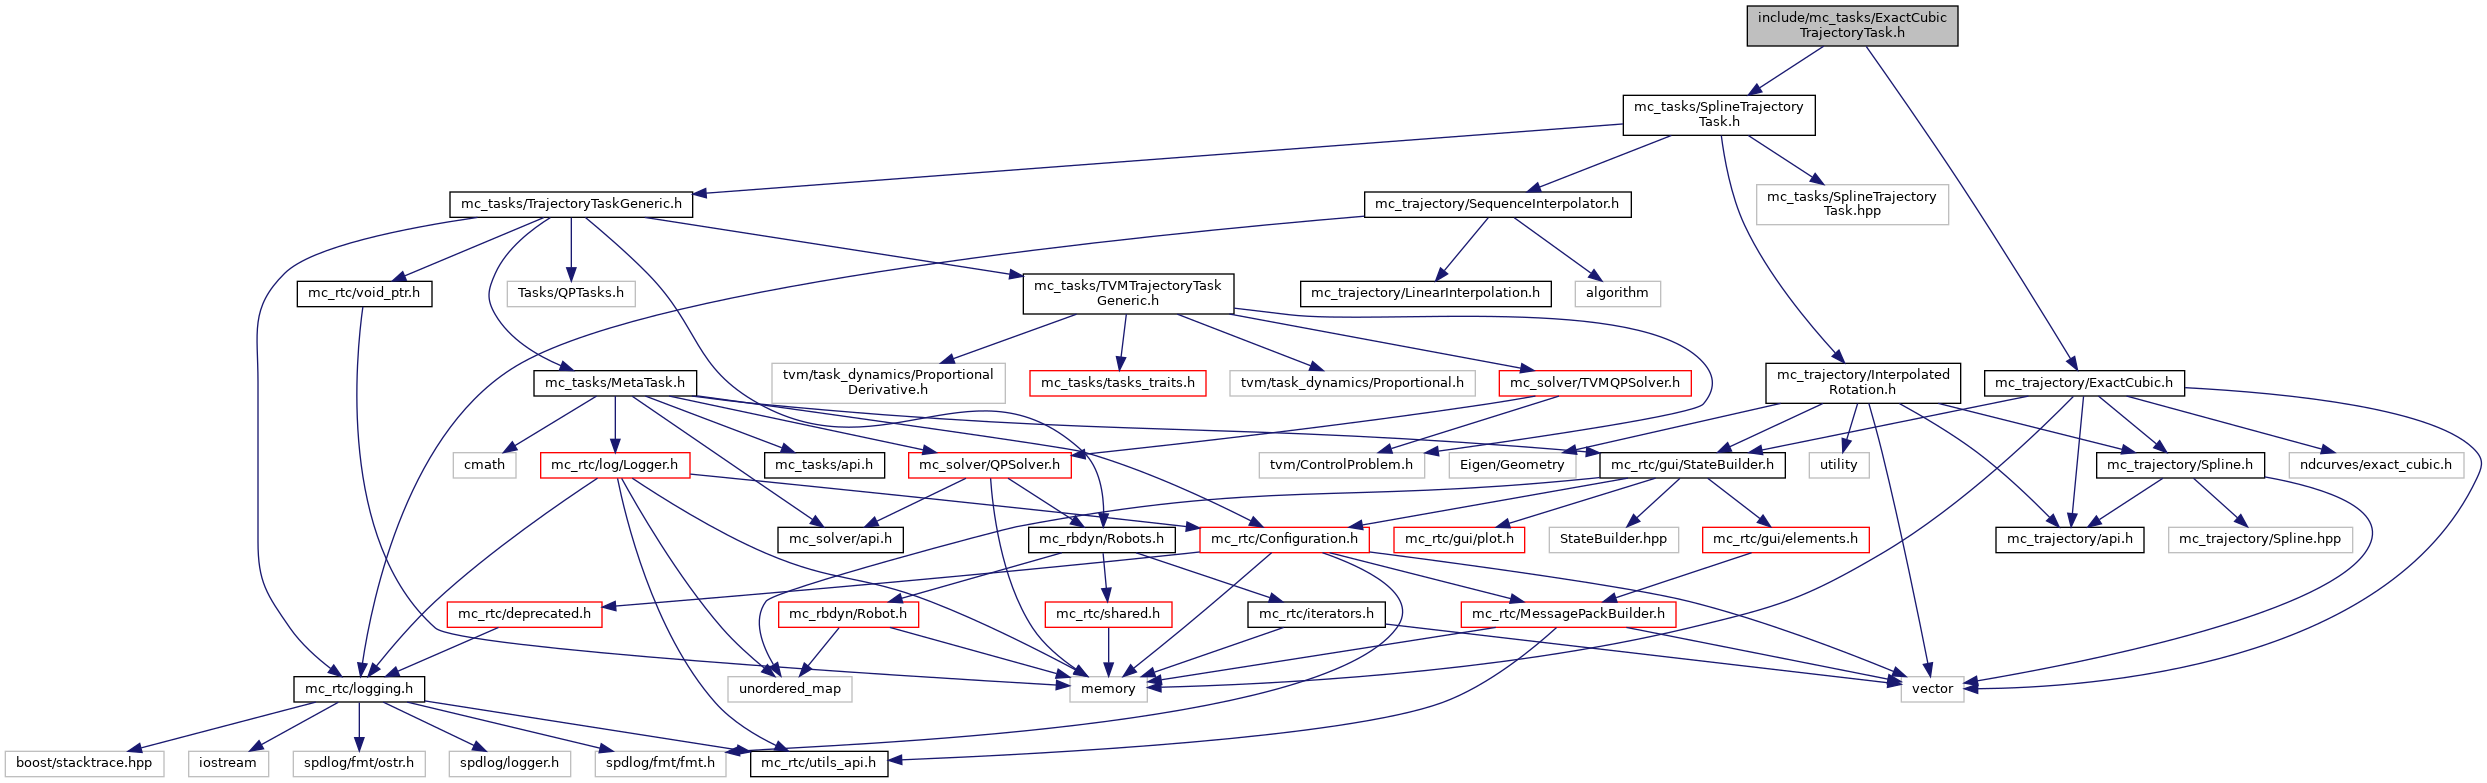 include/mc_tasks/ExactCubic
TrajectoryTask.h
mc_tasks/SplineTrajectory
Task.h
mc_tasks/TrajectoryTaskGeneric.h
mc_trajectory/SequenceInterpolator.h
mc_tasks/SplineTrajectory
Task.hpp
mc_rtc/void_ptr.h
Tasks/QPTasks.h
mc_tasks/TVMTrajectoryTask
Generic.h
mc_trajectory/LinearInterpolation.h
algorithm
mc_tasks/MetaTask.h
tvm/task_dynamics/Proportional
Derivative.h
mc_tasks/tasks_traits.h
tvm/task_dynamics/Proportional.h
mc_solver/TVMQPSolver.h
mc_trajectory/Interpolated
Rotation.h
mc_trajectory/ExactCubic.h
cmath
mc_rtc/log/Logger.h
mc_tasks/api.h
mc_solver/QPSolver.h
tvm/ControlProblem.h
Eigen/Geometry
mc_rtc/gui/StateBuilder.h
utility
mc_trajectory/Spline.h
ndcurves/exact_cubic.h
mc_solver/api.h
mc_rbdyn/Robots.h
mc_rtc/Configuration.h
mc_rtc/gui/plot.h
StateBuilder.hpp
mc_rtc/gui/elements.h
mc_trajectory/api.h
mc_trajectory/Spline.hpp
mc_rtc/deprecated.h
mc_rbdyn/Robot.h
mc_rtc/shared.h
mc_rtc/iterators.h
mc_rtc/MessagePackBuilder.h
mc_rtc/logging.h
unordered_map
memory
vector
boost/stacktrace.hpp
iostream
spdlog/fmt/ostr.h
spdlog/logger.h
spdlog/fmt/fmt.h
mc_rtc/utils_api.h